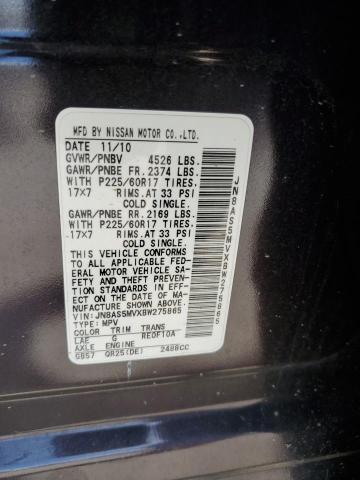 MFD BY NISSAN MOTOR CO.,LTD.
DATE 11/10
GVWR/PNBV 4526 LBS.
GAWR/PNBE FR. 2374 LBS.
WITH P225/60R17 TIRES,
17X7 RIMS,AT 33 PSI
COLD SINGLE.
GAWR/PNBE RR. 2169 LBS.
WITH P225/60R17 TIRES,
17X7 RIMS,AT 33 PSI
COLD SINGLE.
THIS VEHICLE CONFORMS
TO ALL APPLICABLE FED-
ERAL MOTOR VEHICLE SA-
FETY AND THEFT PREVEN-
TION STANDARDS IN EFF-
ECT ON THE DATE OF MA-
NUFACTURE SHOWN ABOVE.
VIN: JN8AS5MVXBW275865
TYPE: MPV
COLOR TRIM TRANS
LAE G RE0F10A
AXLE ENGINE
GB57 QR25(DE) 2488CC
JN8AS5MVXBW275865